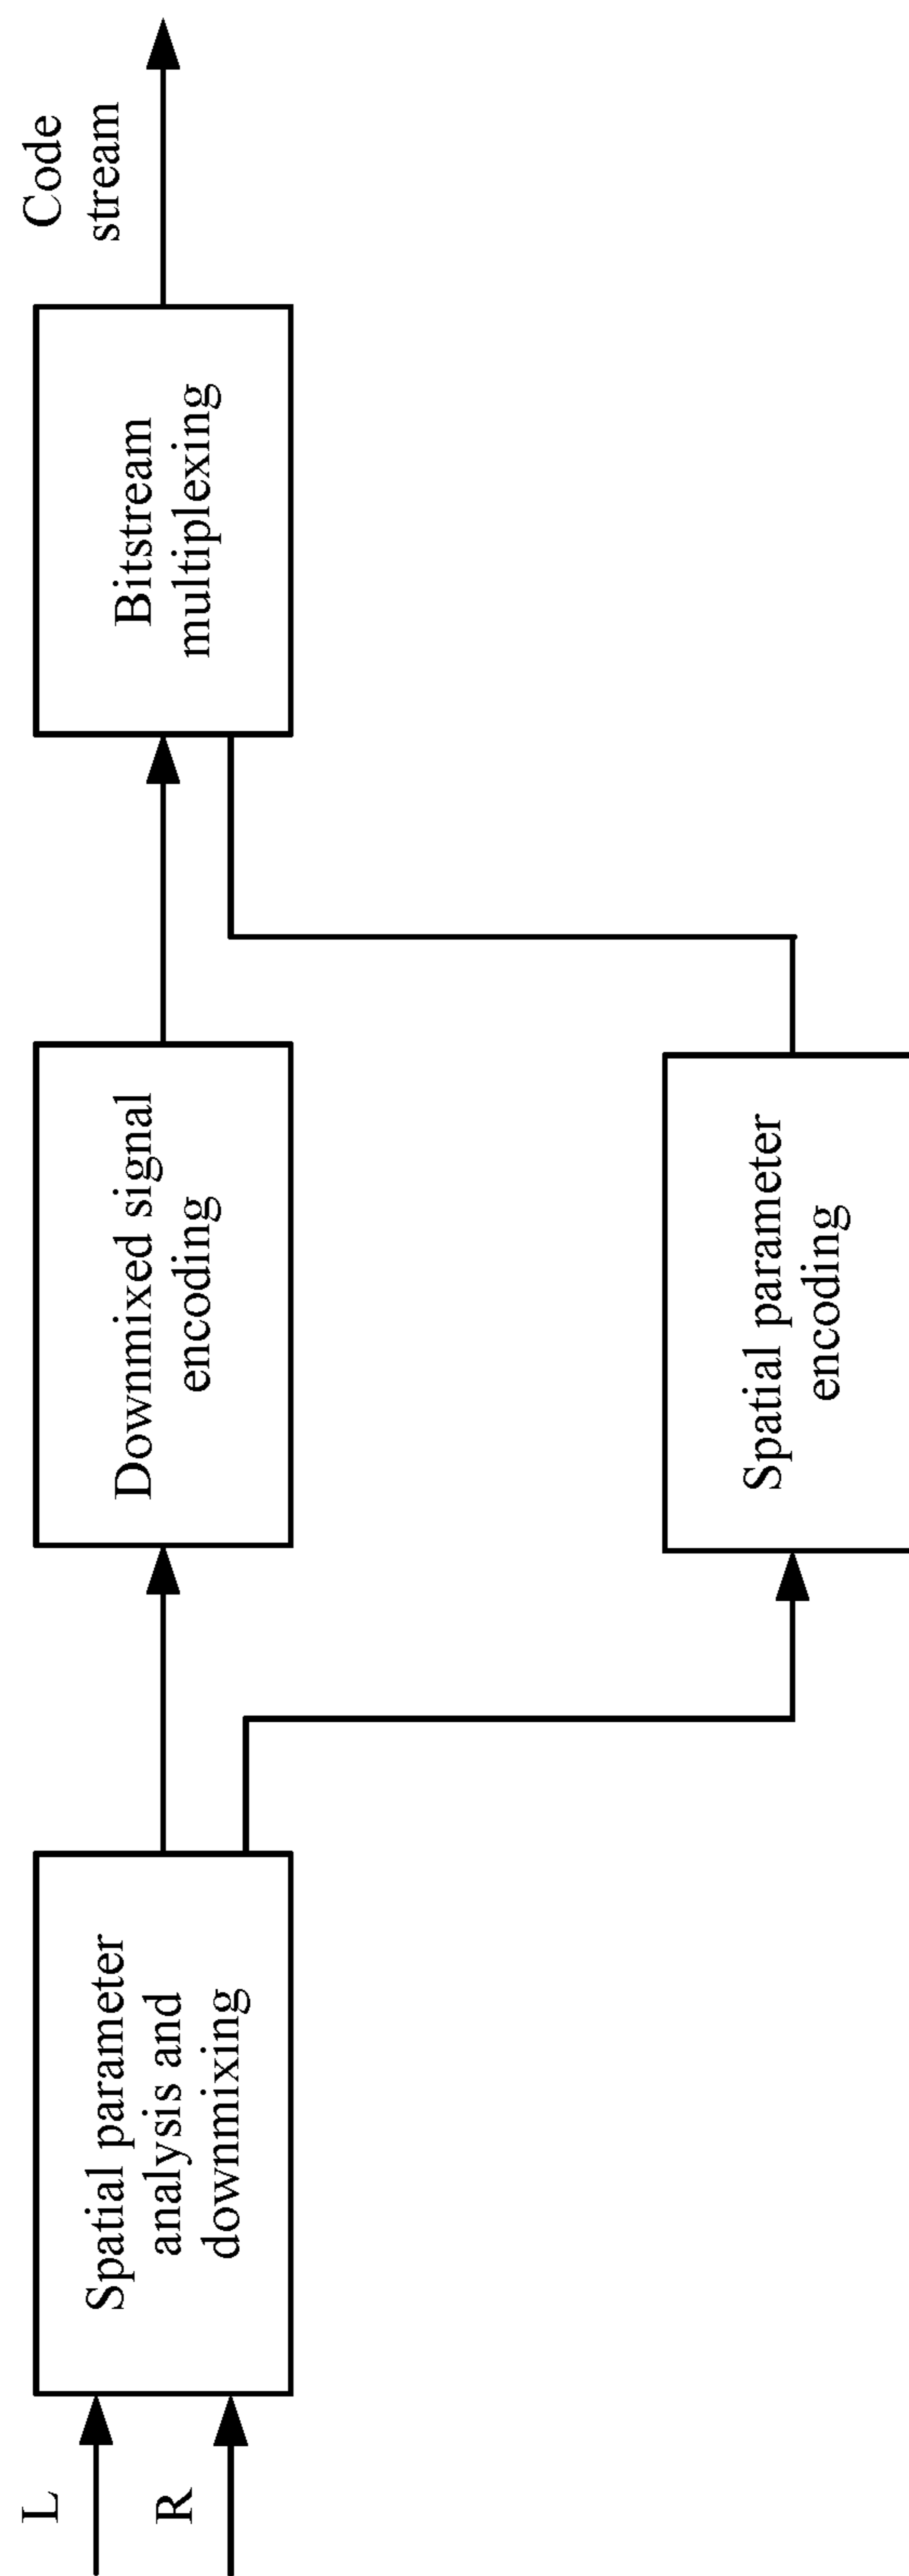 L
R
Spatial parameter
analysis and
downmixing
Downmixed signal
encoding
Spatial parameter
encoding
Bitstream
multiplexing
Code
stream